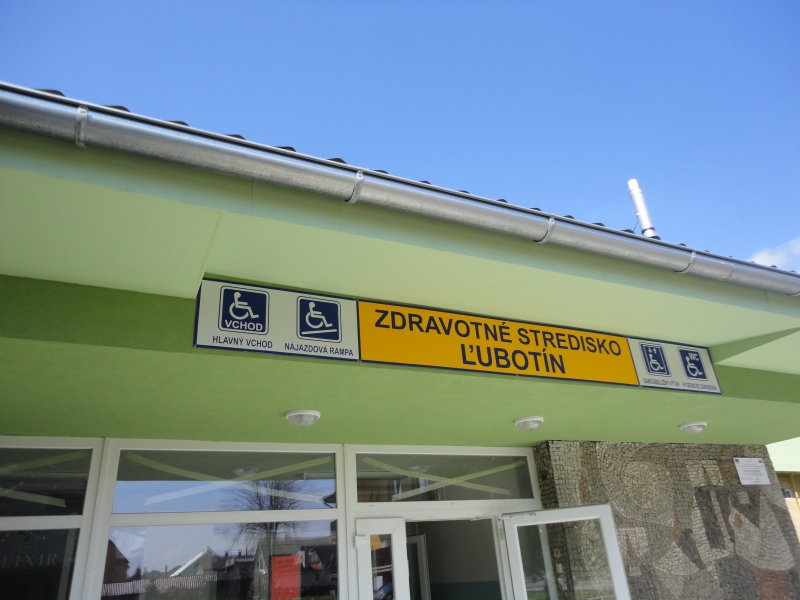 VCHOD
HLAVNÝ VCHOD
NÁJAZDOVÁ RAMPA
ZDRAVOTNÉ STREDISKO
ĽUBOTÍN
WC